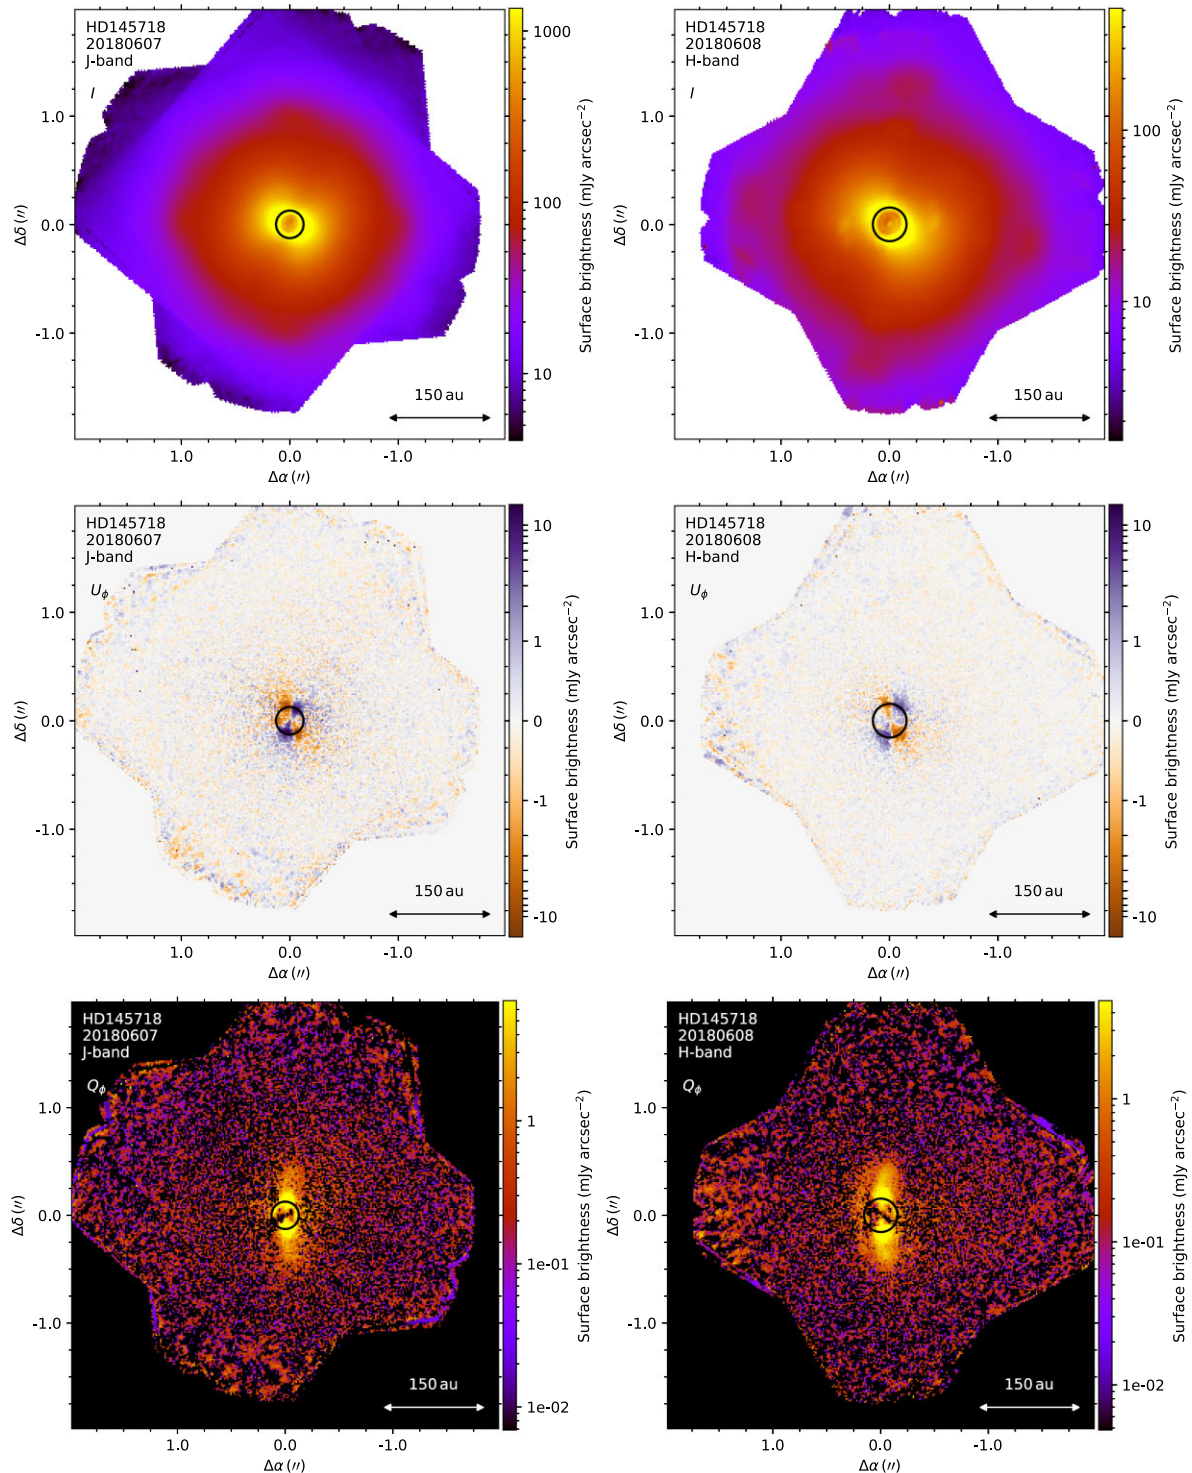 HD145718
20180607
J-band
I
Δδ (″)
1.0
0.0
-1.0
1.0
0.0
-1.0
Δα (″)
150 au
1000
100
10
Surface brightness (mJy arcsec⁻²)
HD145718
20180608
H-band
I
Δδ (″)
1.0
0.0
-1.0
1.0
0.0
-1.0
Δα (″)
150 au
100
10
Surface brightness (mJy arcsec⁻²)
HD145718
20180607
J-band
Uϕ
Δδ (″)
1.0
0.0
-1.0
1.0
0.0
-1.0
Δα (″)
150 au
10
1
0
-1
-10
Surface brightness (mJy arcsec⁻²)
HD145718
20180608
H-band
Uϕ
Δδ (″)
1.0
0.0
-1.0
1.0
0.0
-1.0
Δα (″)
150 au
10
1
0
-1
-10
Surface brightness (mJy arcsec⁻²)
HD145718
20180607
J-band
Qϕ
Δδ (″)
1.0
0.0
-1.0
1.0
0.0
-1.0
Δα (″)
150 au
1
1e-01
1e-02
Surface brightness (mJy arcsec⁻²)
HD145718
20180608
H-band
Qϕ
Δδ (″)
1.0
0.0
-1.0
1.0
0.0
-1.0
Δα (″)
150 au
1
1e-01
1e-02
Surface brightness (mJy arcsec⁻²)